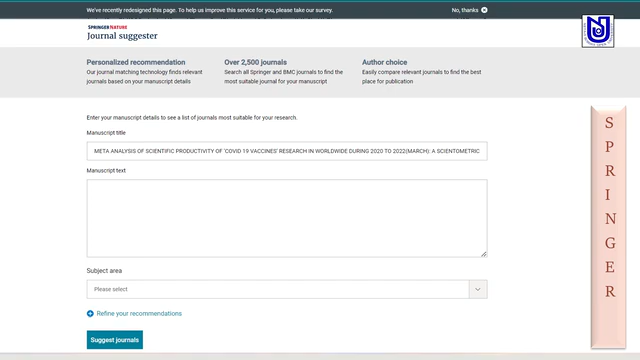 We've recently redesigned this page. To help us improve this service for you, please take our survey.
No, thanks
SPRINGER NATURE
Journal suggester
Personalized recommendation
Our journal matching technology finds relevant
journals based on your manuscript details
Over 2,500 journals
Search all Springer and BMC journals to find the
most suitable journal for your manuscript
Author choice
Easily compare relevant journals to find the best
place for publication
Enter your manuscript details to see a list of journals most suitable for your research.
Manuscript title
META ANALYSIS OF SCIENTIFIC PRODUCTIVITY OF 'COVID 19 VACCINES' RESEARCH IN WORLDWIDE DURING 2020 TO 2022(MARCH): A SCIENTOMETRIC
Manuscript text
Subject area
Please select
Refine your recommendations
Suggest journals
S
P
R
I
N
G
E
R